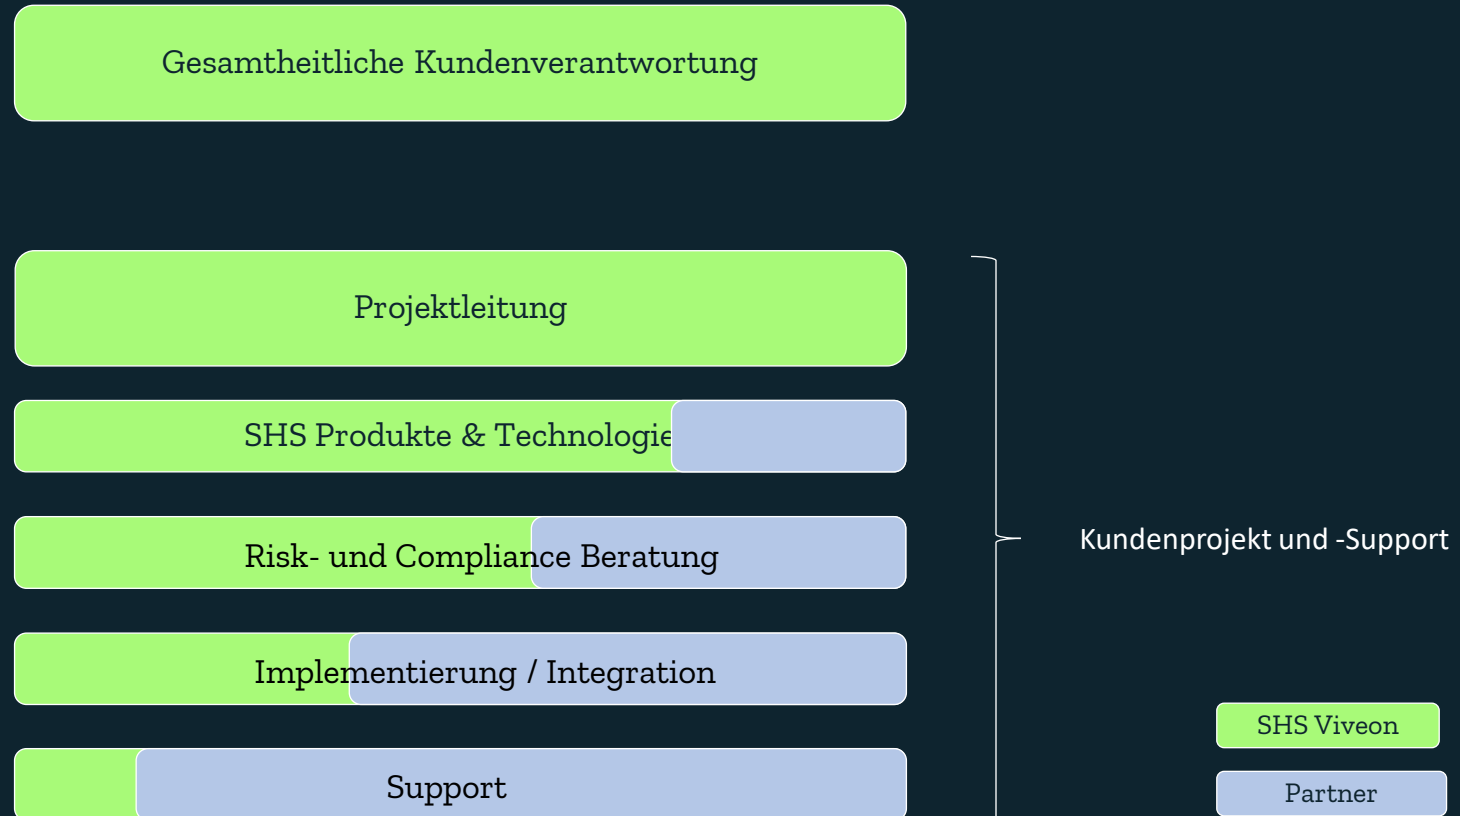 Gesamtheitliche Kundenverantwortung
Projektleitung
SHS Produkte & Technologie
Risk- und Compliance Beratung
Kundenprojekt und -Support
Implementierung / Integration
SHS Viveon
Support
Partner